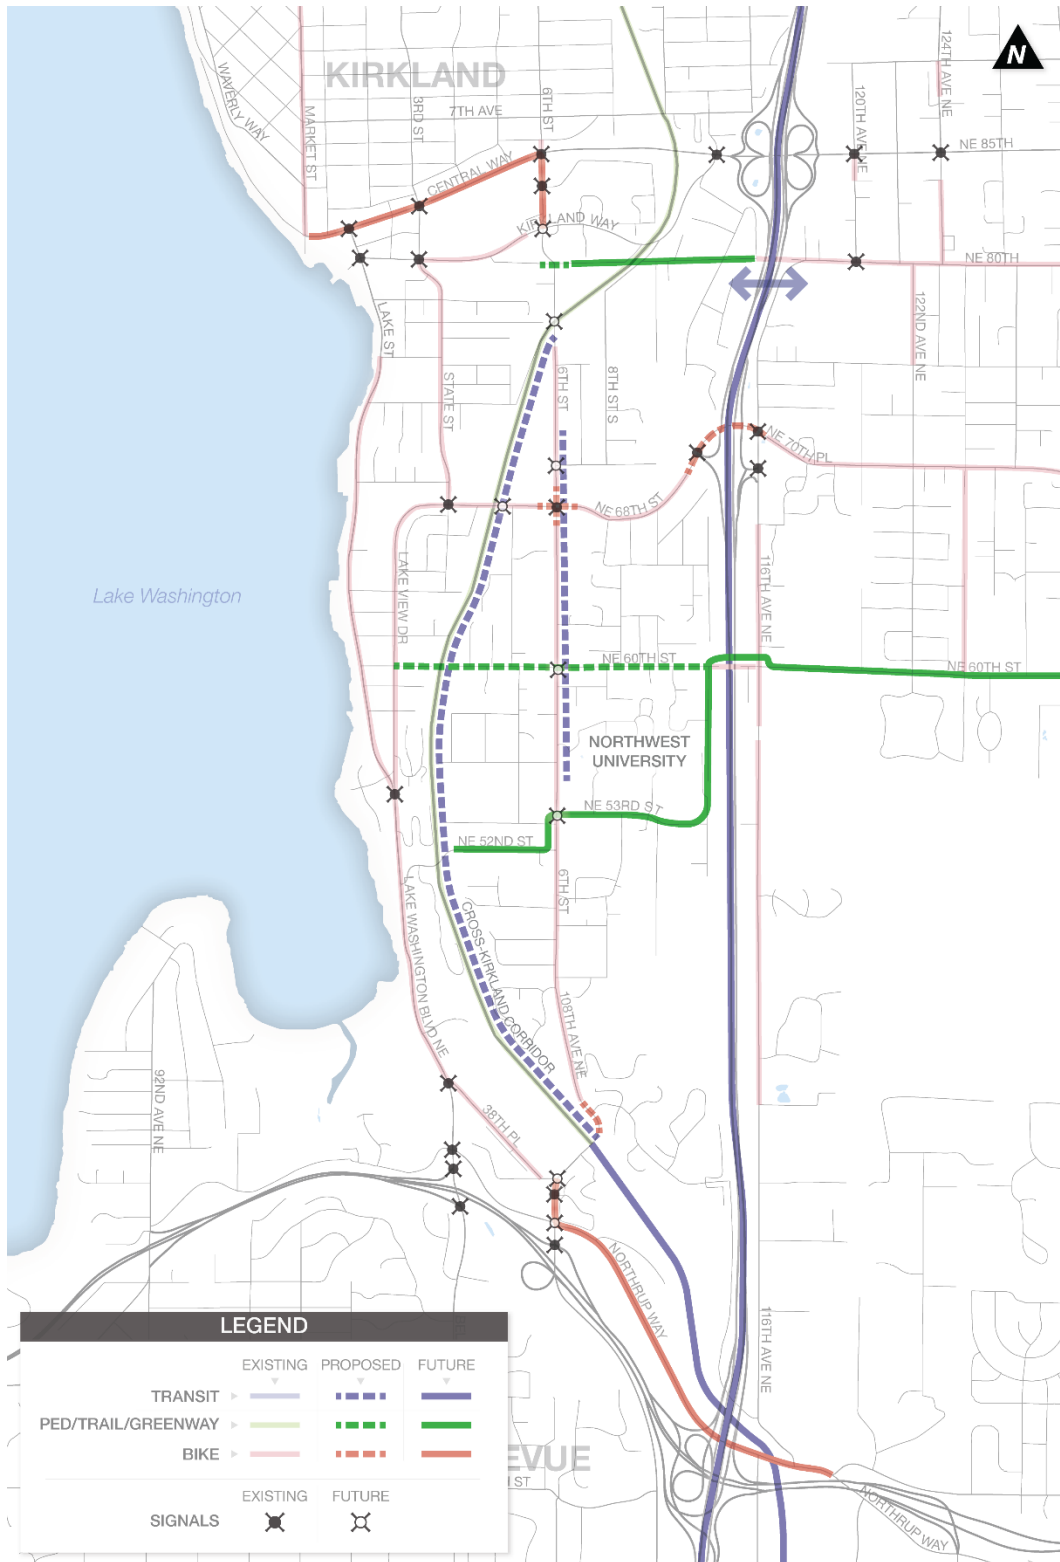 N
KIRKLAND
WAVERLY WAY
MARKET ST
3RD ST
7TH AVE
6TH ST
120TH AVE NE
124TH AVE NE
NE 85TH
CENTRAL WAY
KIRKLAND WAY
NE 80TH
LAKE ST
STATE ST
6TH ST
8TH ST S
122ND AVE NE
NE 70TH PL
NE 68TH ST
Lake Washington
LAKE VIEW DR
116TH AVE NE
NE 60TH ST
NE 60TH ST
NORTHWEST
UNIVERSITY
NE 53RD ST
NE 52ND ST
6TH ST
LAKE WASHINGTON BLVD NE
CROSS-KIRKLAND CORRIDOR
108TH AVE NE
92ND AVE NE
38TH PL
NORTHRUP WAY
116TH AVE NE
LEGEND
EXISTING PROPOSED FUTURE
TRANSIT
PED/TRAIL/GREENWAY
BIKE
EVUE
ST
EXISTING FUTURE
SIGNALS
NORTHRUP WAY